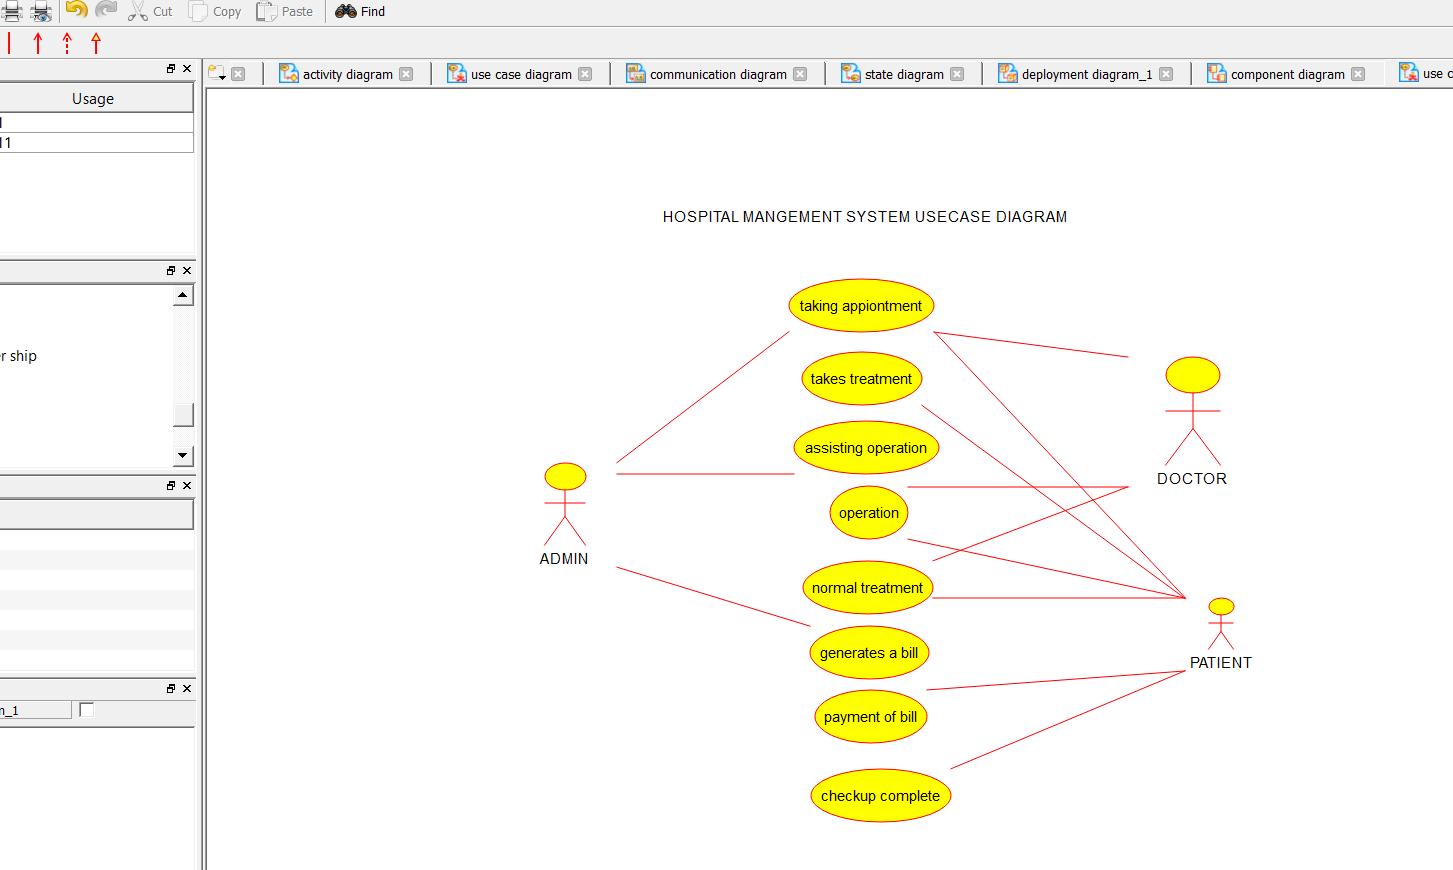 Cut
Copy
Paste
Find
activity diagram
use case diagram
communication diagram
state diagram
deployment diagram_1
component diagram
use c
Usage
11
r ship
_1
HOSPITAL MANGEMENT SYSTEM USECASE DIAGRAM
taking appiontment
takes treatment
assisting operation
operation
normal treatment
generates a bill
payment of bill
checkup complete
ADMIN
DOCTOR
PATIENT